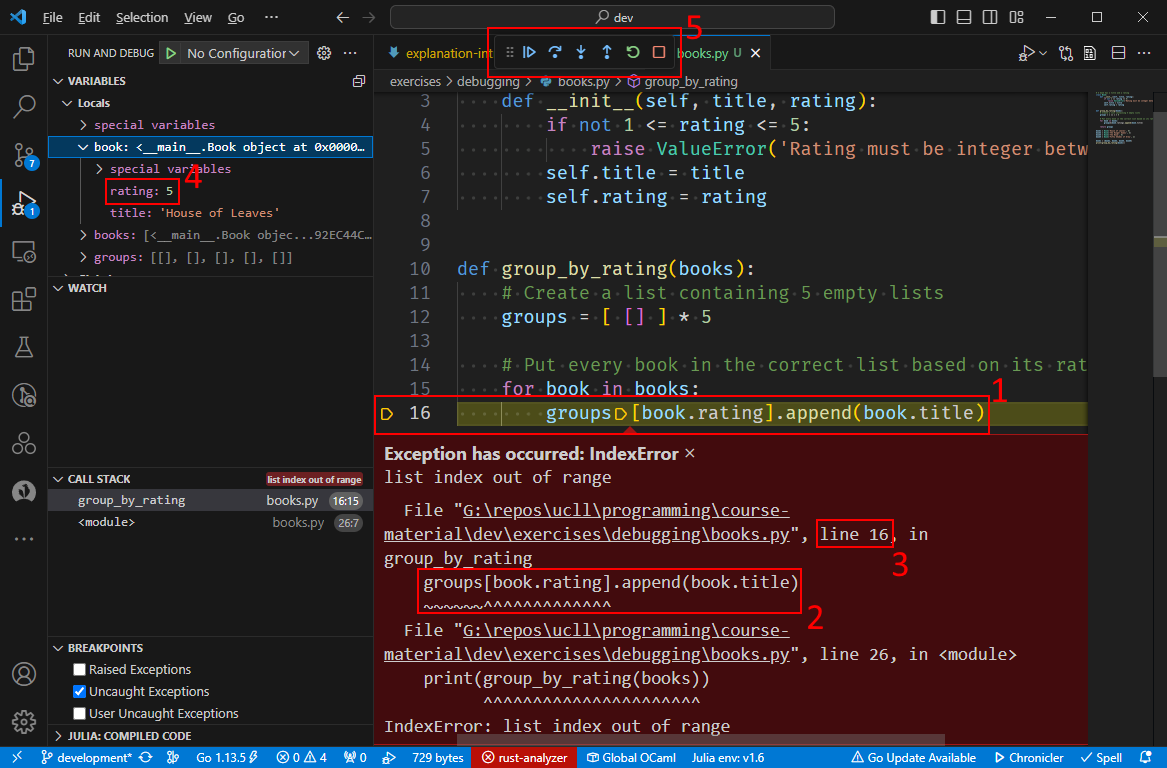 File Edit Selection View Go ··· dev
RUN AND DEBUG No Configuration
explanation-int
books.py U
5
exercises > debugging > books.py > group_by_rating
VARIABLES
Locals
special variables
book: <__main__.Book object at 0x0000…
special variables
4
rating: 5
title: 'House of Leaves'
books: [<__main__.Book objec...92EC44C…
groups: [[], [], [], [], []]
WATCH
CALL STACK list index out of range
group_by_rating books.py 16:15
<module> books.py 26:7
BREAKPOINTS
Raised Exceptions
Uncaught Exceptions
User Uncaught Exceptions
JULIA: COMPILED CODE
7
1
3 def __init__(self, title, rating):
4 if not 1 <= rating <= 5:
5 raise ValueError('Rating must be integer betw
6 self.title = title
7 self.rating = rating
8
9
10 def group_by_rating(books):
11 # Create a list containing 5 empty lists
12 groups = [ [] ] * 5
13
14 # Put every book in the correct list based on its rat
15 for book in books:
16 groups[book.rating].append(book.title)
1
Exception has occurred: IndexError ×
list index out of range
File "G:\repos\ucll\programming\course-
material\dev\exercises\debugging\books.py", line 16, in
group_by_rating
3
groups[book.rating].append(book.title)
~~~~~~^^^^^^^^^^^^^
2
File "G:\repos\ucll\programming\course-
material\dev\exercises\debugging\books.py", line 26, in <module>
print(group_by_rating(books))
^^^^^^^^^^^^^^^^^^^^^^
IndexError: list index out of range
development* Go 1.13.5 0 4 0 729 bytes rust-analyzer Global OCaml Julia env: v1.6 Go Update Available Chronicler Spell